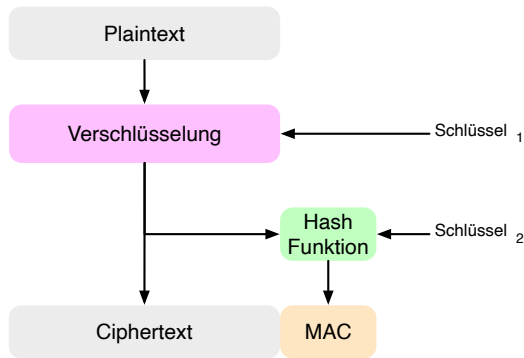 Plaintext
Verschlüsselung
Schlüssel 1
Hash
Funktion
Schlüssel 2
Ciphertext
MAC